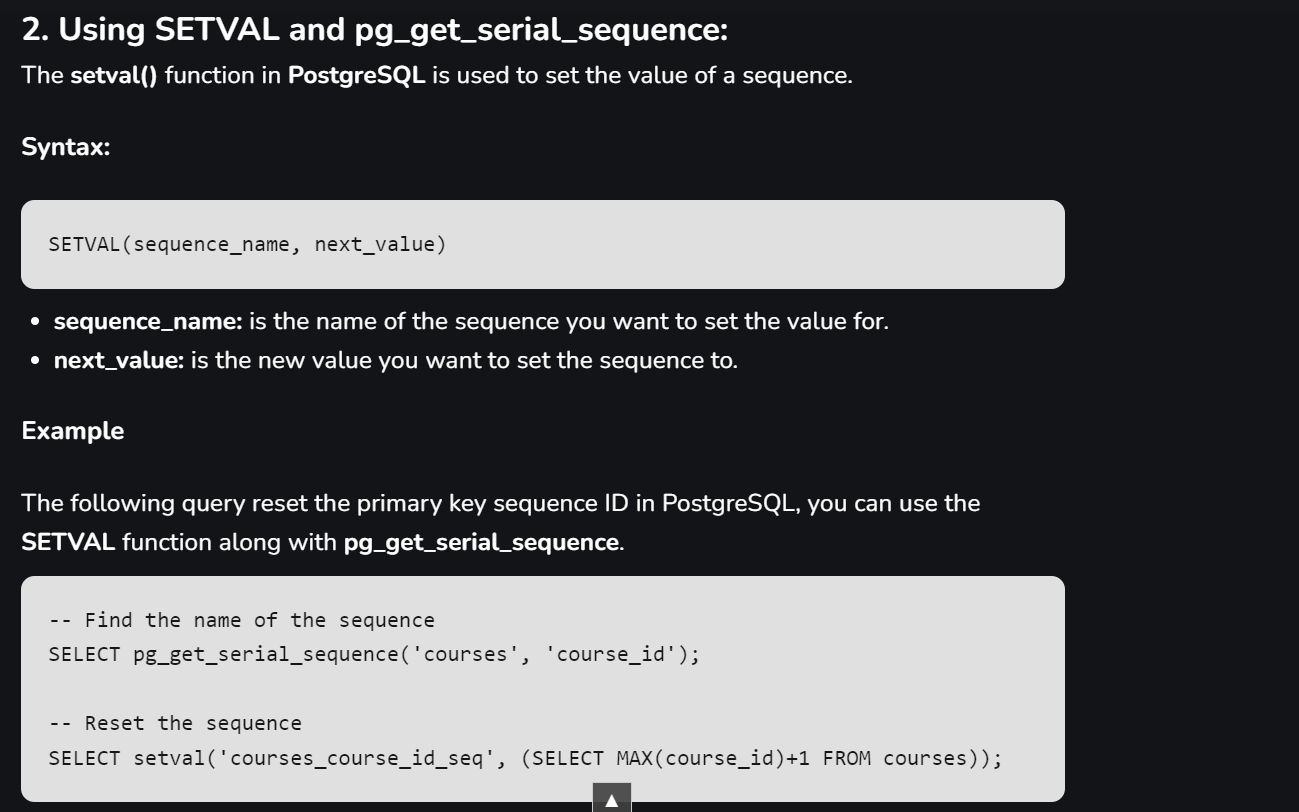 2. Using SETVAL and pg_get_serial_sequence:
The setval() function in PostgreSQL is used to set the value of a sequence.
Syntax:
SETVAL(sequence_name, next_value)
• sequence_name: is the name of the sequence you want to set the value for.
• next_value: is the new value you want to set the sequence to.
Example
The following query reset the primary key sequence ID in PostgreSQL, you can use the
SETVAL function along with pg_get_serial_sequence.
-- Find the name of the sequence
SELECT pg_get_serial_sequence('courses', 'course_id');
-- Reset the sequence
SELECT setval('courses_course_id_seq', (SELECT MAX(course_id)+1 FROM courses));